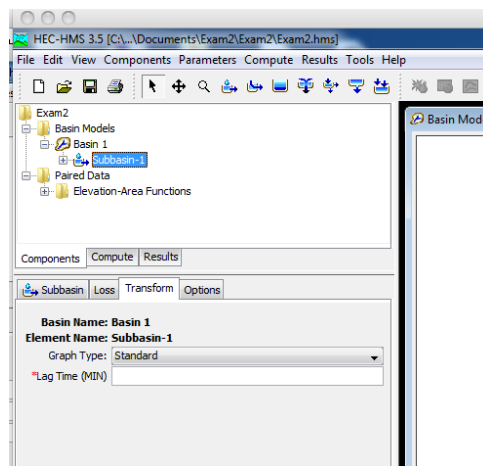 HEC-HMS 3.5 [C:\...\Documents\Exam2\Exam2\Exam2.hms]
File Edit View Components Parameters Compute Results Tools Help
Exam2
Basin Models
Basin 1
Subbasin-1
Paired Data
Elevation-Area Functions
Basin Mod
Components Compute Results
Subbasin Loss Transform Options
Basin Name: Basin 1
Element Name: Subbasin-1
Graph Type: Standard
*Lag Time (MIN)